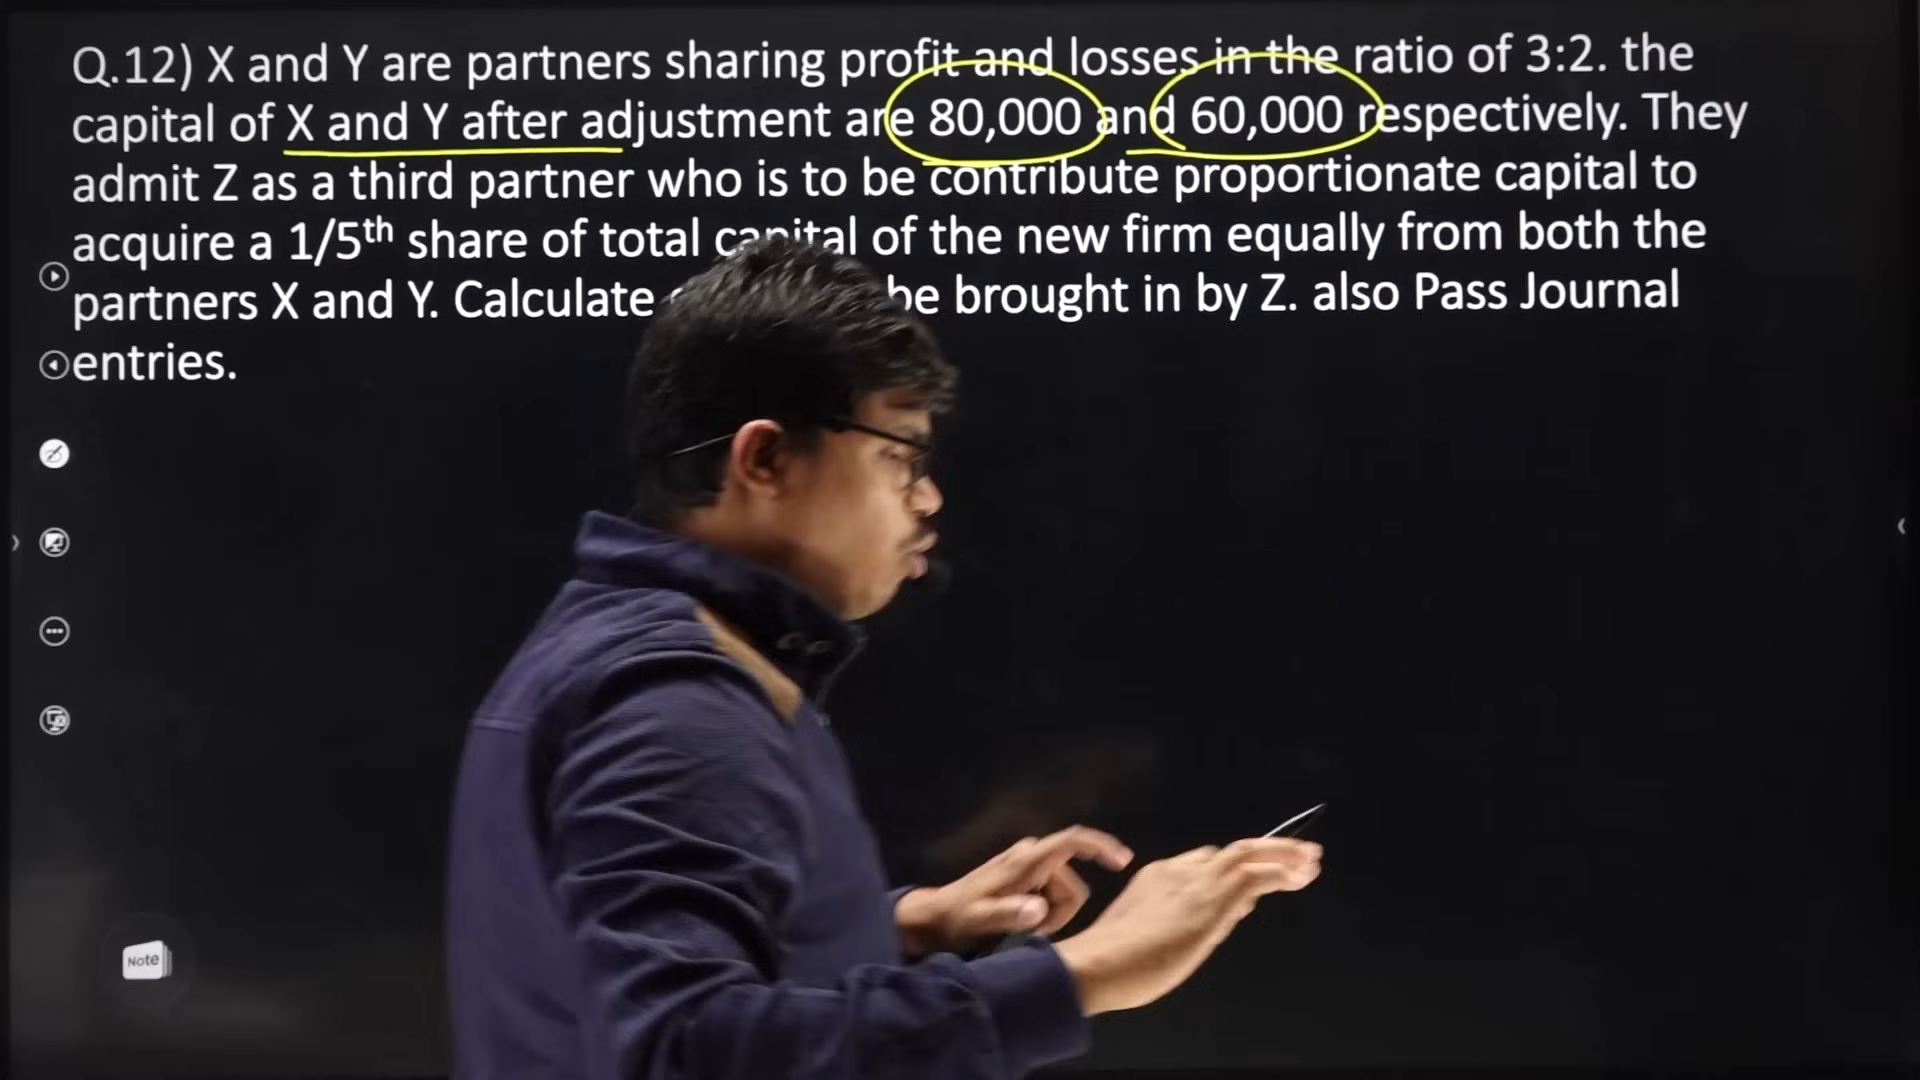 Q.12) X and Y are partners sharing profit and losses in the ratio of 3:2. the
capital of X and Y after adjustment are 80,000 and 60,000 respectively. They
admit Z as a third partner who is to be contribute proportionate capital to
acquire a 1/5th share of total capital of the new firm equally from both the
partners X and Y. Calculate be brought in by Z. also Pass Journal
entries.
Note